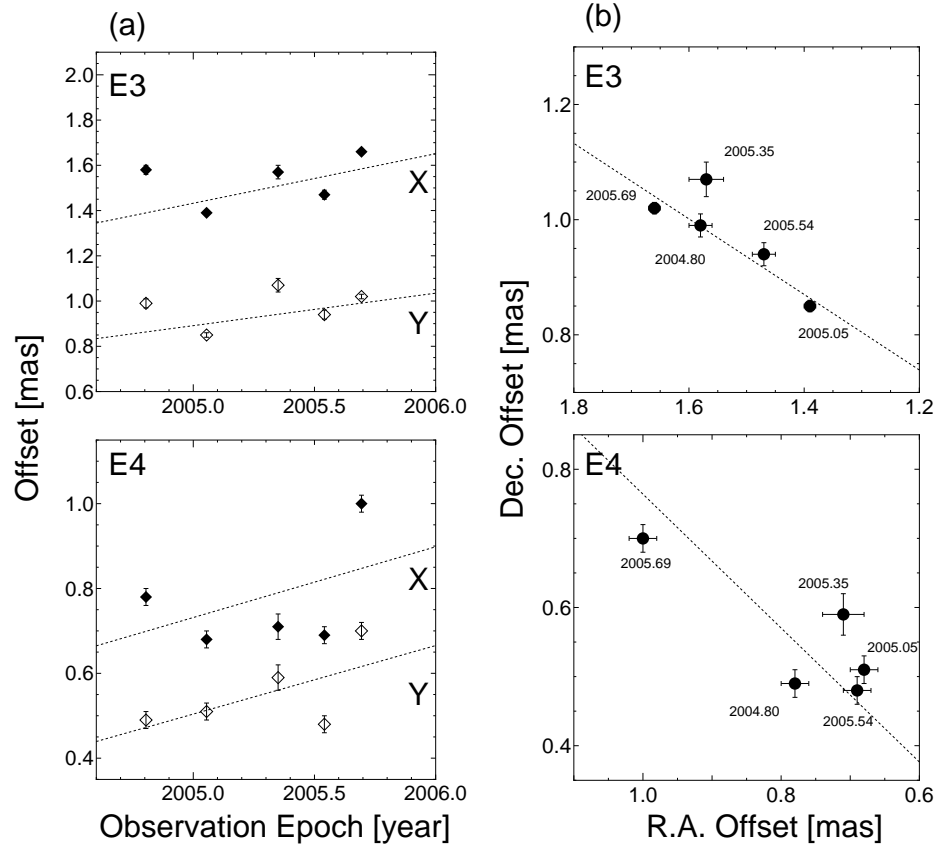 (a)
(b)
E3
2.0
1.8
1.6
1.4
1.2
1.0
0.8
0.6
X
Y
2005.0
2005.5
2006.0
Offset [mas]
E4
1.0
0.8
0.6
0.4
X
Y
2005.0
2005.5
2006.0
Observation Epoch [year]
E3
1.2
1.0
0.8
2005.35
2005.69
2005.54
2004.80
2005.05
1.8
1.6
1.4
1.2
Dec. Offset [mas]
E4
0.8
0.6
0.4
2005.69
2005.35
2005.05
2004.80
2005.54
1.0
0.8
0.6
R.A. Offset [mas]